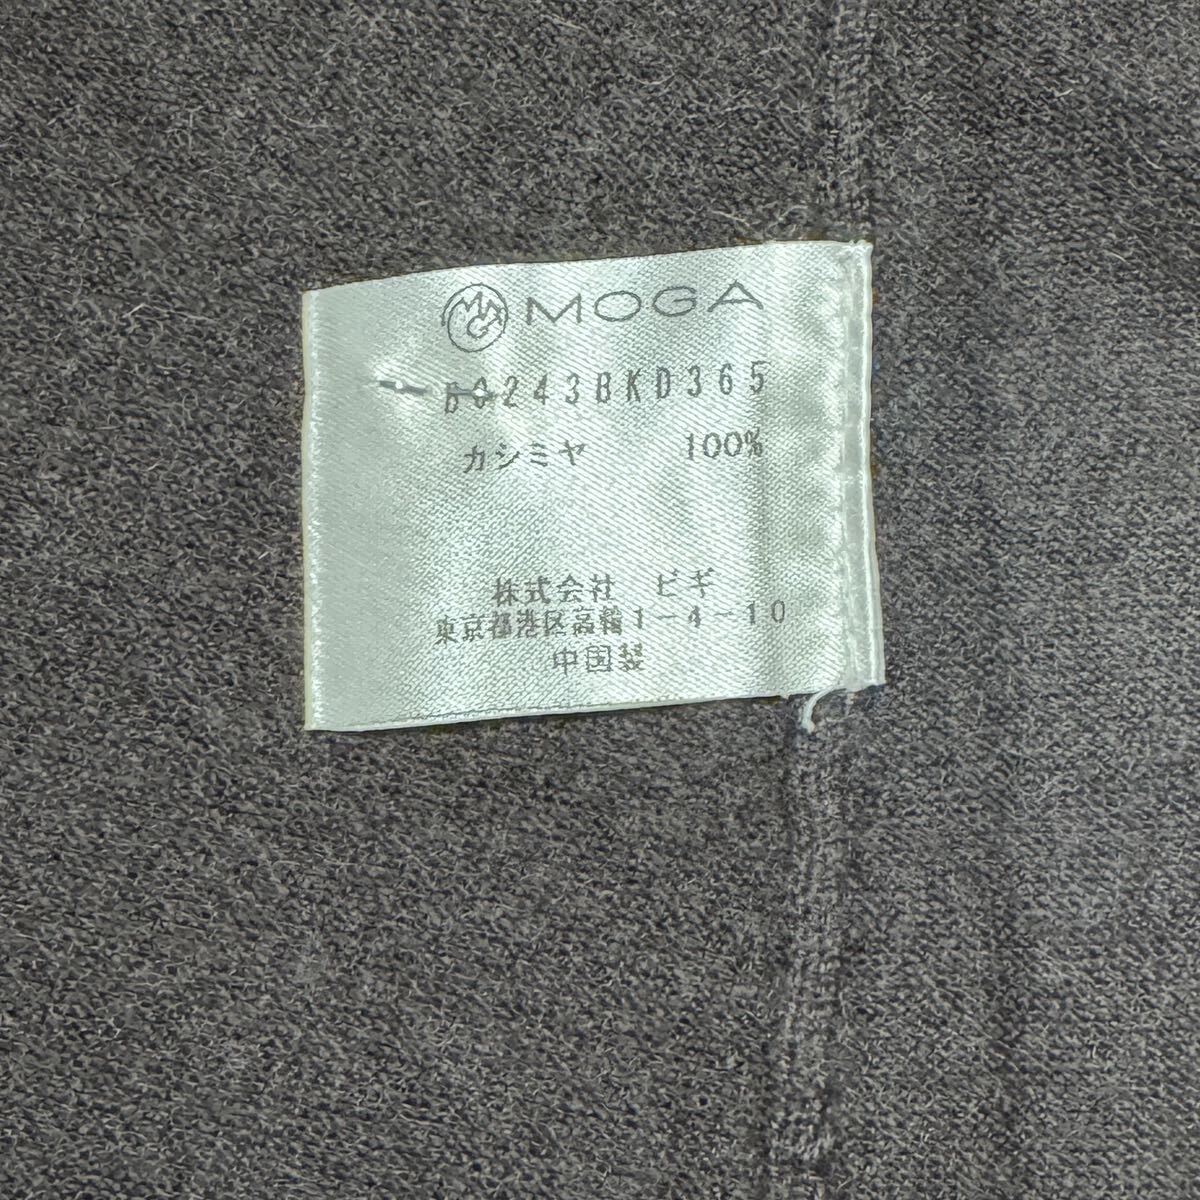 MOGA
B0243BKD365
カシミヤ 100%
株式会社 ビギ
東京都港区高輪1-4-10
中国製